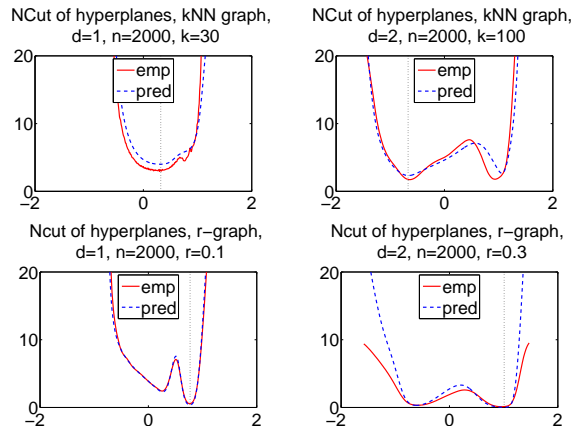 NCut of hyperplanes, kNN graph,
d=1, n=2000, k=30
20
10
0
−2
0
2
emp
pred
NCut of hyperplanes, kNN graph,
d=2, n=2000, k=100
20
10
0
−2
0
2
emp
pred
Ncut of hyperplanes, r−graph,
d=1, n=2000, r=0.1
20
10
0
−2
0
2
emp
pred
Ncut of hyperplanes, r−graph,
d=2, n=2000, r=0.3
20
10
0
−2
0
2
emp
pred